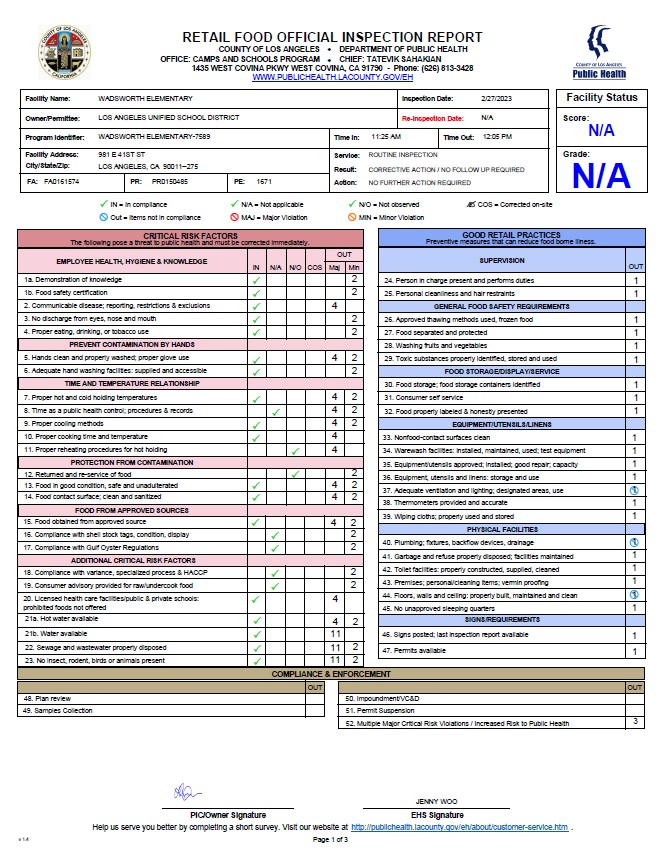 RETAIL FOOD OFFICIAL INSPECTION REPORT
COUNTY OF LOS ANGELES • DEPARTMENT OF PUBLIC HEALTH
OFFICE: CAMPS AND SCHOOLS PROGRAM • CHIEF: TATEVIK SAHAKIAN
1435 WEST COVINA PKWY WEST COVINA, CA 91790 - Phone: (626) 813-3428
WWW.PUBLICHEALTH.LACOUNTY.GOV/EH
COUNTY OF LOS ANGELES
CALIFORNIA
COUNTY OF LOS ANGELES
Public Health
Facility Name: WADSWORTH ELEMENTARY Inspection Date: 2/27/2023
Owner/Permittee: LOS ANGELES UNIFIED SCHOOL DISTRICT Re-Inspection Date: N/A
Program Identifier: WADSWORTH ELEMENTARY-7589 Time In: 11:25 AM Time Out: 12:05 PM
Facility Address: 981 E 41ST ST Service: ROUTINE INSPECTION
City/State/Zip: LOS ANGELES, CA 90011-275 Result: CORRECTIVE ACTION / NO FOLLOW UP REQUIRED
FA: FA0161574 PR: PR0150485 PE: 1671 Action: NO FURTHER ACTION REQUIRED
Facility Status
Score:
N/A
Grade:
N/A
✓ IN = In compliance ✓ N/A = Not applicable ✓ N/O = Not observed COS = Corrected on-site
Out = Items not in compliance MAJ = Major Violation MIN = Minor Violation
CRITICAL RISK FACTORS
The following pose a threat to public health and must be corrected immediately.
EMPLOYEE HEALTH, HYGIENE & KNOWLEDGE IN N/A N/O COS OUT Maj Min
1a. Demonstration of knowledge ✓ 2
1b. Food safety certification ✓ 2
2. Communicable disease; reporting, restrictions & exclusions ✓ 4
3. No discharge from eyes, nose and mouth ✓ 2
4. Proper eating, drinking, or tobacco use ✓ 2
PREVENT CONTAMINATION BY HANDS
5. Hands clean and properly washed; proper glove use ✓ 4 2
6. Adequate hand washing facilities: supplied and accessible ✓ 2
TIME AND TEMPERATURE RELATIONSHIP
7. Proper hot and cold holding temperatures ✓ 4 2
8. Time as a public health control; procedures & records ✓ 4 2
9. Proper cooling methods ✓ 4 2
10. Proper cooking time and temperature ✓ 4
11. Proper reheating procedures for hot holding ✓ 4
PROTECTION FROM CONTAMINATION
12. Returned and re-service of food ✓ 2
13. Food in good condition, safe and unadulterated ✓ 4 2
14. Food contact surface; clean and sanitized ✓ 4 2
FOOD FROM APPROVED SOURCES
15. Food obtained from approved source ✓ 4 2
16. Compliance with shell stock tags, condition, display ✓ 2
17. Compliance with Gulf Oyster Regulations ✓ 2
ADDITIONAL CRITICAL RISK FACTORS
18. Compliance with variance, specialized process & HACCP ✓ 2
19. Consumer advisory provided for raw/undercook food ✓ 2
20. Licensed health care facilities/public & private schools:
prohibited foods not offered ✓ 4
21a. Hot water available ✓ 4 2
21b. Water available ✓ 11
22. Sewage and wastewater properly disposed ✓ 11 2
23. No insect, rodent, birds or animals present ✓ 11 2
GOOD RETAIL PRACTICES
Preventive measures that can reduce food borne illness.
SUPERVISION OUT
24. Person in charge present and performs duties 1
25. Personal cleanliness and hair restraints 1
GENERAL FOOD SAFETY REQUIREMENTS
26. Approved thawing methods used, frozen food 1
27. Food separated and protected 1
28. Washing fruits and vegetables 1
29. Toxic substances properly identified, stored and used 1
FOOD STORAGE/DISPLAY/SERVICE
30. Food storage; food storage containers identified 1
31. Consumer self service 1
32. Food properly labeled & honestly presented 1
EQUIPMENT/UTENSILS/LINENS
33. Nonfood-contact surfaces clean 1
34. Warewash facilities: installed, maintained, used; test equipment 1
35. Equipment/utensils approved; installed; good repair; capacity 1
36. Equipment, utensils and linens: storage and use 1
37. Adequate ventilation and lighting; designated areas, use 1
38. Thermometers provided and accurate 1
39. Wiping cloths; properly used and stored 1
PHYSICAL FACILITIES
40. Plumbing; fixtures, backflow devices, drainage 1
41. Garbage and refuse properly disposed; facilities maintained 1
42. Toilet facilities: properly constructed, supplied, cleaned 1
43. Premises; personal/cleaning items; vermin proofing 1
44. Floors, walls and ceiling: properly built, maintained and clean 1
45. No unapproved sleeping quarters 1
SIGNS/REQUIREMENTS
46. Signs posted; last inspection report available 1
47. Permits available 1
COMPLIANCE & ENFORCEMENT
OUT OUT
48. Plan review
49. Samples Collection
50. Impoundment/VC&D
51. Permit Suspension
52. Multiple Major Critical Risk Violations / Increased Risk to Public Health 3
JENNY WOO
PIC/Owner Signature EHS Signature
Help us serve you better by completing a short survey. Visit our website at http://publichealth.lacounty.gov/eh/about/customer-service.htm .
Page 1 of 3